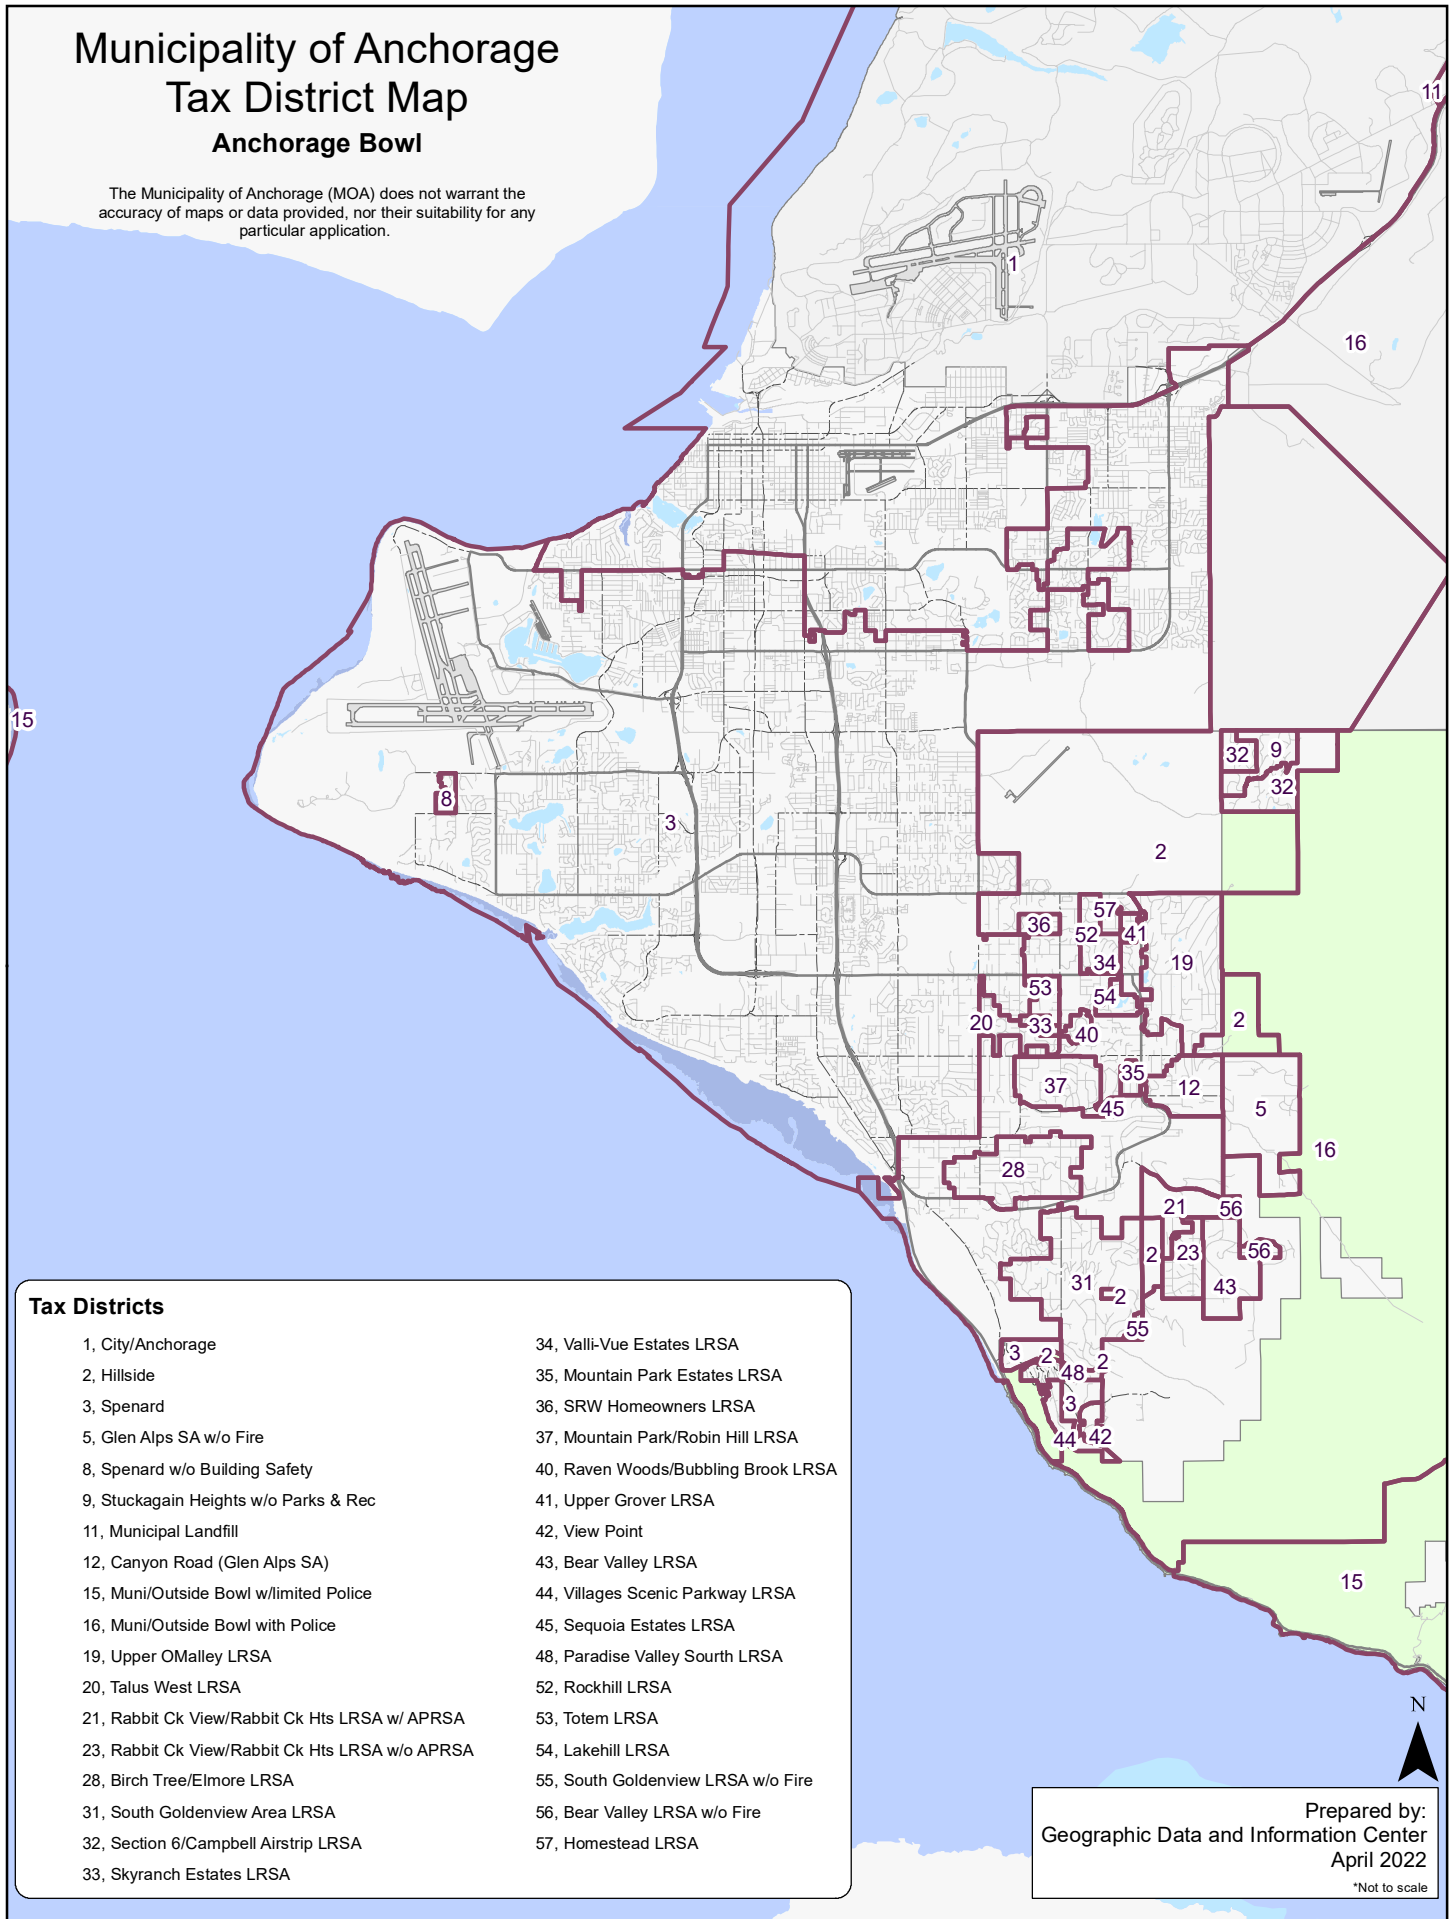 Municipality of Anchorage
Tax District Map
Anchorage Bowl
The Municipality of Anchorage (MOA) does not warrant the
accuracy of maps or data provided, nor their suitability for any
particular application.
11
1
16
15
8
3
32
9
32
2
57
36
52
41
34
19
53
54
20
33
40
2
35
37
12
45
5
28
16
21
56
2
23
56
31
43
2
55
3
2
2
48
3
44
42
15
Tax Districts
1, City/Anchorage
2, Hillside
3, Spenard
5, Glen Alps SA w/o Fire
8, Spenard w/o Building Safety
9, Stuckagain Heights w/o Parks & Rec
11, Municipal Landfill
12, Canyon Road (Glen Alps SA)
15, Muni/Outside Bowl w/limited Police
16, Muni/Outside Bowl with Police
19, Upper OMalley LRSA
20, Talus West LRSA
21, Rabbit Ck View/Rabbit Ck Hts LRSA w/ APRSA
23, Rabbit Ck View/Rabbit Ck Hts LRSA w/o APRSA
28, Birch Tree/Elmore LRSA
31, South Goldenview Area LRSA
32, Section 6/Campbell Airstrip LRSA
33, Skyranch Estates LRSA
34, Valli-Vue Estates LRSA
35, Mountain Park Estates LRSA
36, SRW Homeowners LRSA
37, Mountain Park/Robin Hill LRSA
40, Raven Woods/Bubbling Brook LRSA
41, Upper Grover LRSA
42, View Point
43, Bear Valley LRSA
44, Villages Scenic Parkway LRSA
45, Sequoia Estates LRSA
48, Paradise Valley Sourth LRSA
52, Rockhill LRSA
53, Totem LRSA
54, Lakehill LRSA
55, South Goldenview LRSA w/o Fire
56, Bear Valley LRSA w/o Fire
57, Homestead LRSA
N
Prepared by:
Geographic Data and Information Center
April 2022
*Not to scale